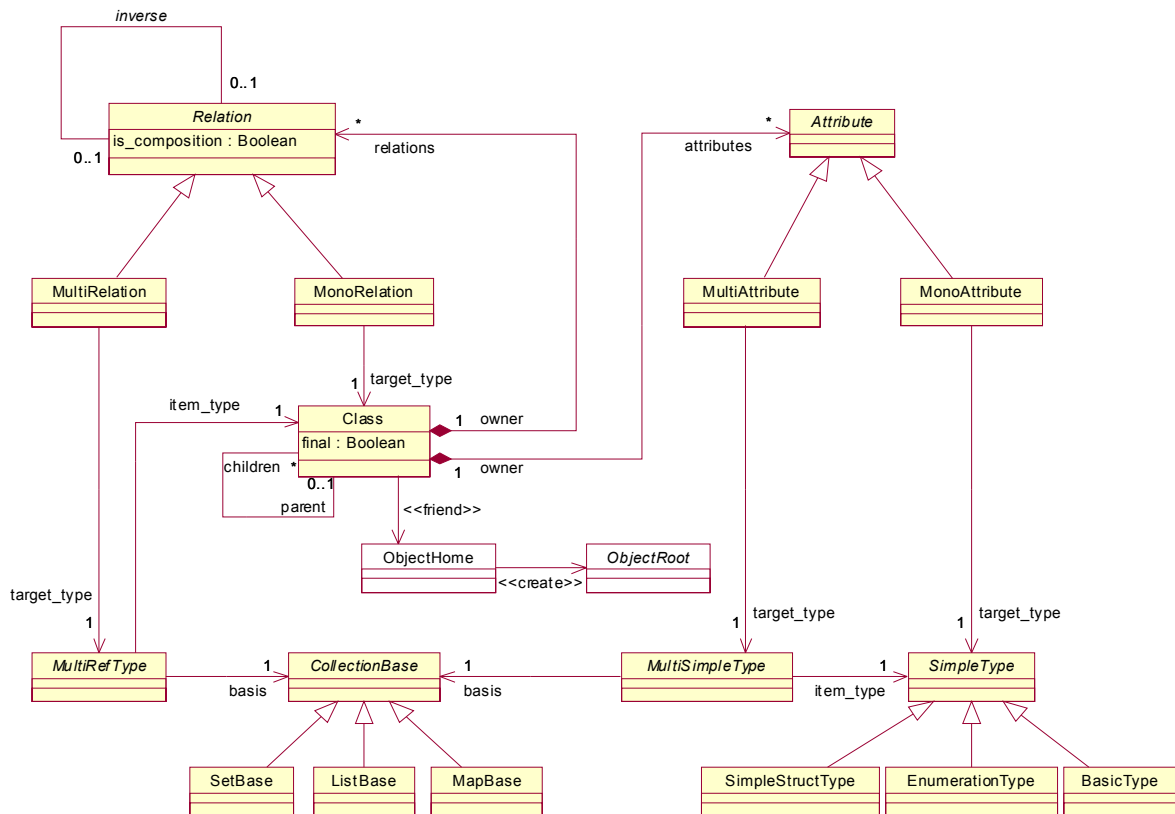 inverse
0..1
Relation
is_composition : Boolean
0..1
*
relations
*
attributes
Attribute
MultiRelation
MonoRelation
MultiAttribute
MonoAttribute
1
target_type
item_type
1
Class
final : Boolean
1
owner
1
owner
children
*
0..1
parent
<<friend>>
ObjectHome
ObjectRoot
<<create>>
target_type
1
target_type
1
target_type
1
MultiRefType
1
basis
CollectionBase
1
basis
MultiSimpleType
1
item_type
SimpleType
SetBase
ListBase
MapBase
SimpleStructType
EnumerationType
BasicType